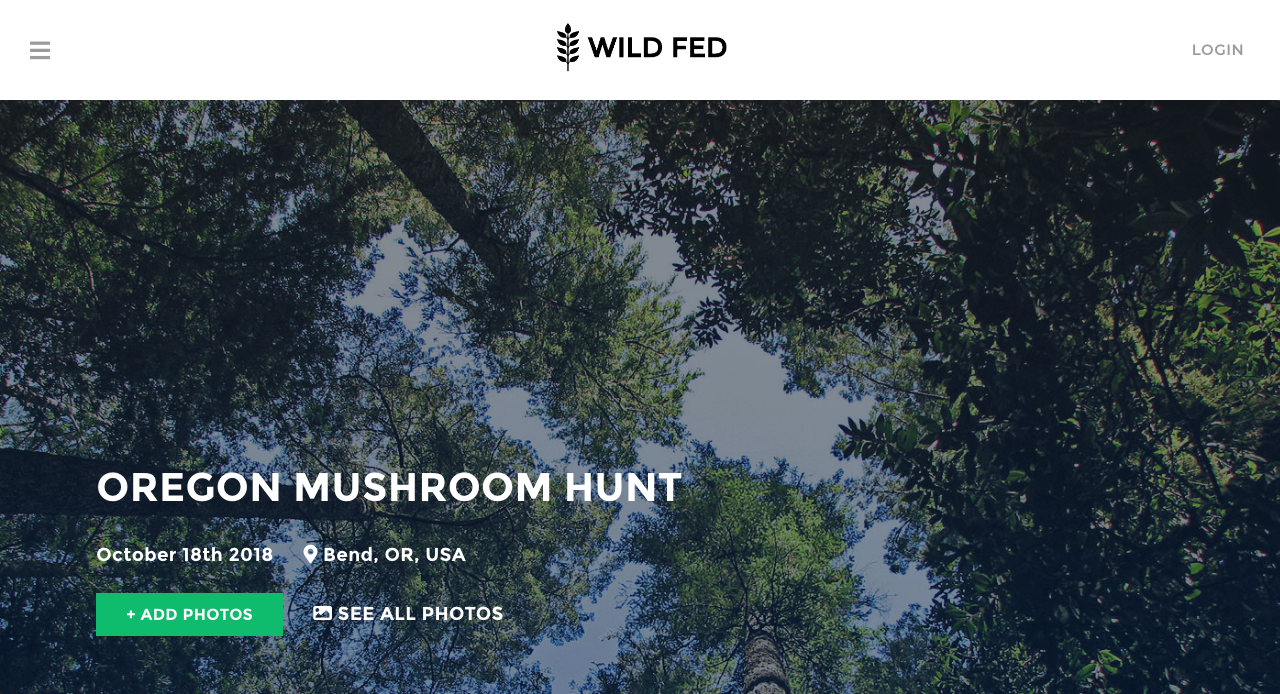 WILD FED
LOGIN
OREGON MUSHROOM HUNT
October 18th 2018
Bend, OR, USA
+ ADD PHOTOS
SEE ALL PHOTOS